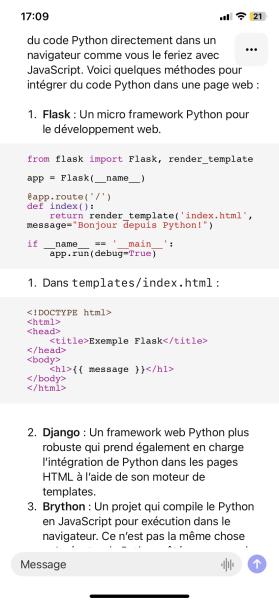 17:09
21
du code Python directement dans un
navigateur comme vous le feriez avec
JavaScript. Voici quelques méthodes pour
intégrer du code Python dans une page web :
1. Flask : Un micro framework Python pour
le développement web.
from flask import Flask, render_template
app = Flask(__name__)
@app.route('/')
def index():
    return render_template('index.html',
message="Bonjour depuis Python!")
if __name__ == '__main__':
    app.run(debug=True)
1. Dans templates/index.html :
<!DOCTYPE html>
<html>
<head>
    <title>Exemple Flask</title>
</head>
<body>
    <h1>{{ message }}</h1>
</body>
</html>
2. Django : Un framework web Python plus
robuste qui prend également en charge
l'intégration de Python dans les pages
HTML à l'aide de son moteur de
templates.
3. Brython : Un projet qui compile le Python
en JavaScript pour exécution dans le
navigateur. Ce n'est pas la même chose
Message